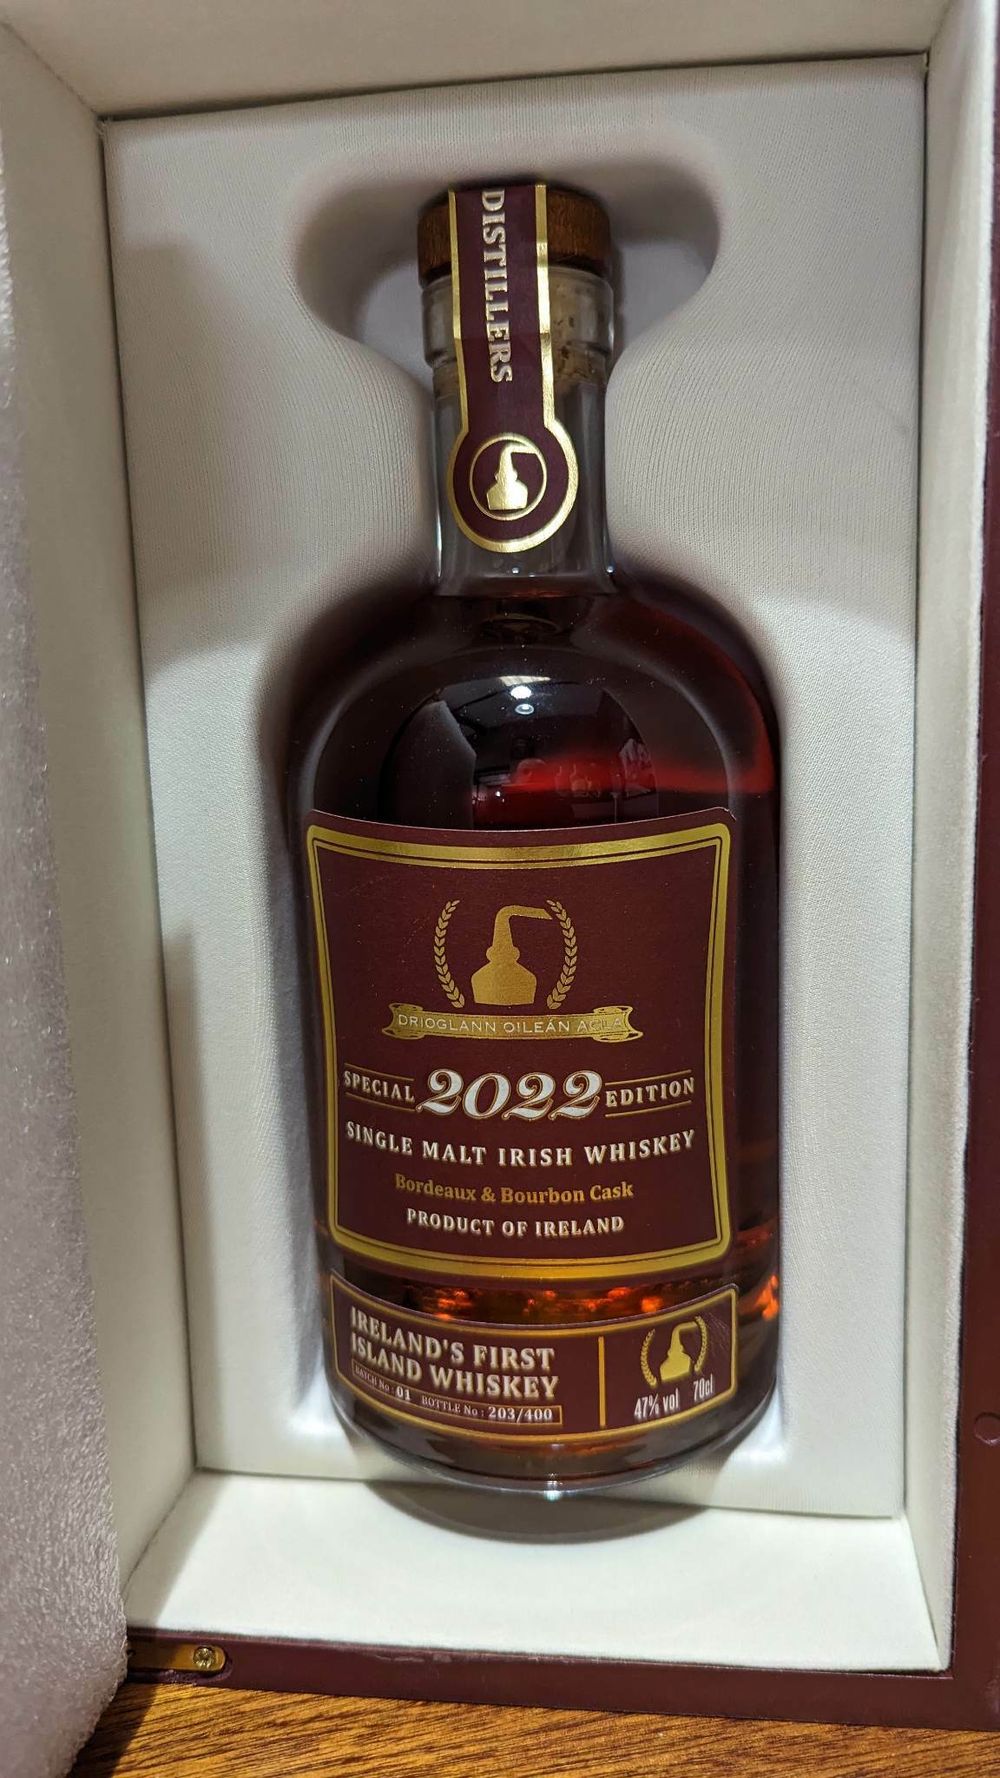 DISTILLERS
DRIOGLANN OILEÁN ACLA
SPECIAL 2022 EDITION
SINGLE MALT IRISH WHISKEY
Bordeaux & Bourbon Cask
PRODUCT OF IRELAND
IRELAND'S FIRST
ISLAND WHISKEY
BATCH No : 01 BOTTLE No : 203/400
47% vol 70cl